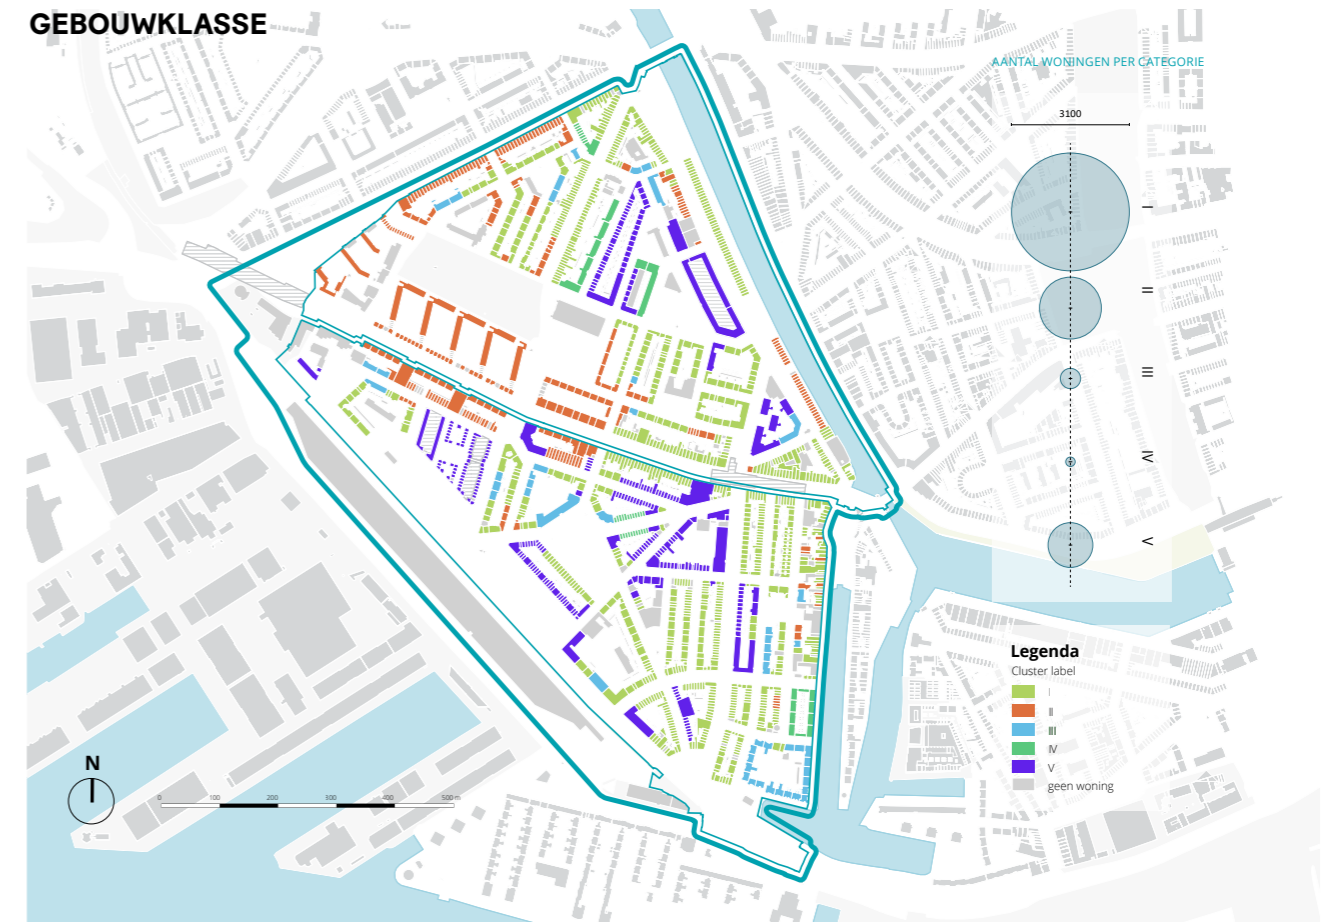 GEBOUWKLASSE
AANTAL WONINGEN PER CATEGORIE
3100
I
II
III
IV
V
Legenda
Cluster label
I
II
III
IV
V
geen woning
N
0 100 200 300 400 500 m